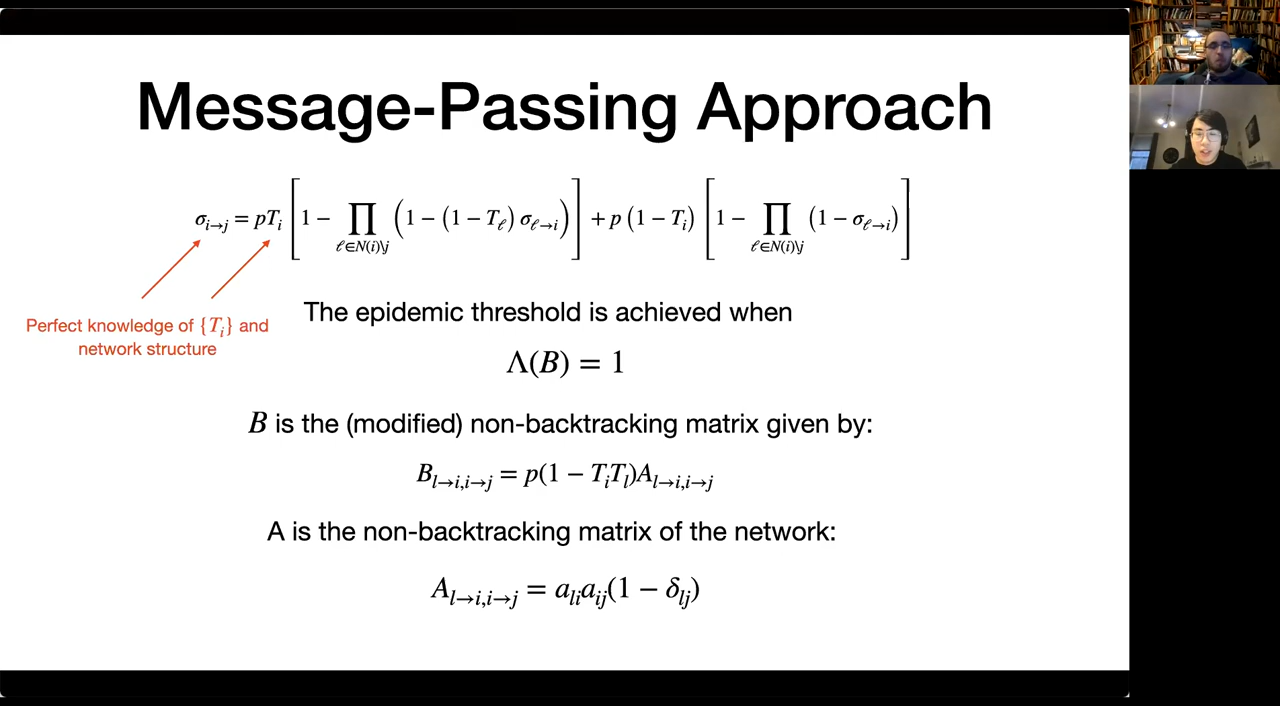 Message-Passing Approach
σ_{i→j} = pT_i [1 − ∏_{ℓ∈N(i)\j} (1 − (1 − T_ℓ) σ_{ℓ→i})] + p (1 − T_i) [1 − ∏_{ℓ∈N(i)\j} (1 − σ_{ℓ→i})]
Perfect knowledge of {T_i} and
network structure
The epidemic threshold is achieved when
Λ(B) = 1
B is the (modified) non-backtracking matrix given by:
B_{l→i,i→j} = p(1 − T_iT_l)A_{l→i,i→j}
A is the non-backtracking matrix of the network:
A_{l→i,i→j} = a_{li}a_{ij}(1 − δ_{lj})